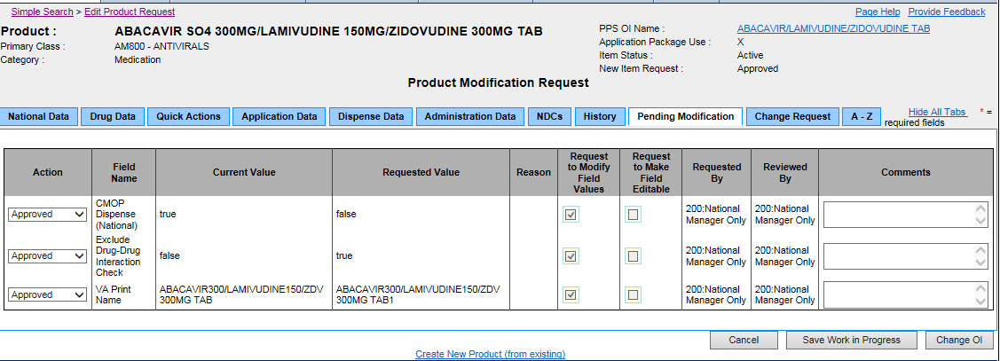 Simple Search > Edit Product Request
Page Help Provide Feedback
Product : ABACAVIR SO4 300MG/LAMIVUDINE 150MG/ZIDOVUDINE 300MG TAB
Primary Class : AM800 - ANTIVIRALS
Category : Medication
PPS OI Name : ABACAVIR/LAMIVUDINE/ZIDOVUDINE TAB
Application Package Use : X
Item Status : Active
New Item Request : Approved
Product Modification Request
National Data Drug Data Quick Actions Application Data Dispense Data Administration Data NDCs History Pending Modification Change Request A - Z Hide All Tabs * =
required fields
Action
Field
Name
Current Value
Requested Value
Reason
Request
to Modify
Field
Values
Request
to Make
Field
Editable
Requested
By
Reviewed
By
Comments
Approved
CMOP
Dispense
(National)
true
false
200:National
Manager Only
200:National
Manager Only
Approved
Exclude
Drug-Drug
Interaction
Check
false
true
200:National
Manager Only
200:National
Manager Only
Approved
VA Print
Name
ABACAVIR300/LAMIVUDINE150/ZDV
300MG TAB
ABACAVIR300/LAMIVUDINE150/ZDV
300MG TAB1
200:National
Manager Only
200:National
Manager Only
Cancel Save Work in Progress Change OI
Create New Product (from existing)